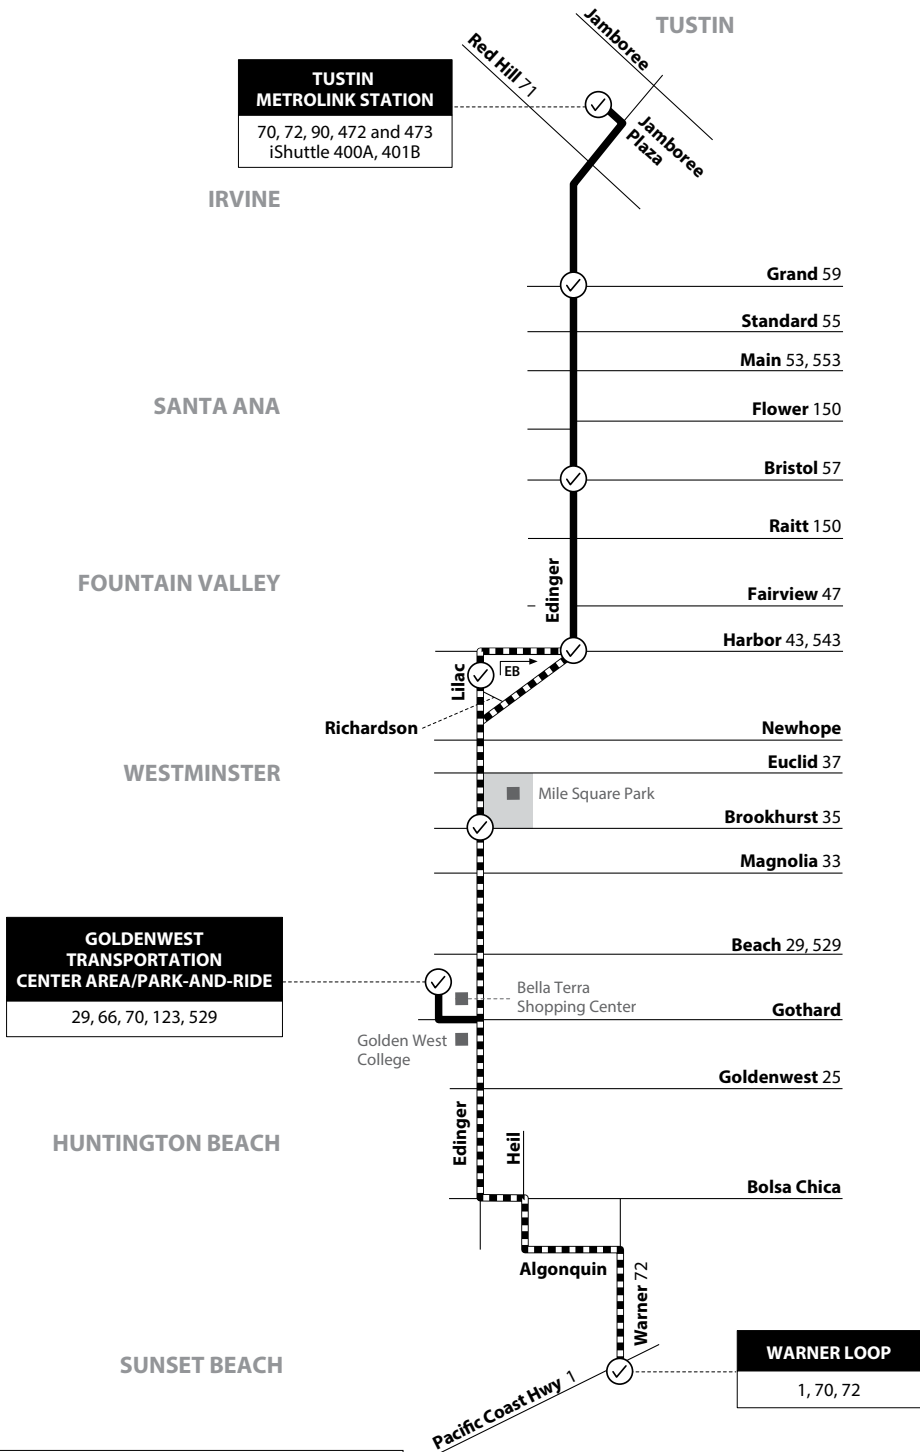 TUSTIN
Jamboree
Red Hill 71
TUSTIN
METROLINK STATION
70, 72, 90, 472 and 473
iShuttle 400A, 401B
Jamboree
Plaza
IRVINE
Grand 59
Standard 55
Main 53, 553
SANTA ANA
Flower 150
Bristol 57
Raitt 150
FOUNTAIN VALLEY
Edinger
Fairview 47
Harbor 43, 543
Lilac
EB
Richardson
Newhope
Euclid 37
WESTMINSTER
Mile Square Park
Brookhurst 35
Magnolia 33
GOLDENWEST
TRANSPORTATION
CENTER AREA/PARK-AND-RIDE
29, 66, 70, 123, 529
Beach 29, 529
Bella Terra
Shopping Center
Gothard
Golden West
College
Goldenwest 25
HUNTINGTON BEACH
Edinger
Heil
Bolsa Chica
Algonquin
Warner 72
SUNSET BEACH
WARNER LOOP
1, 70, 72
Pacific Coast Hwy 1